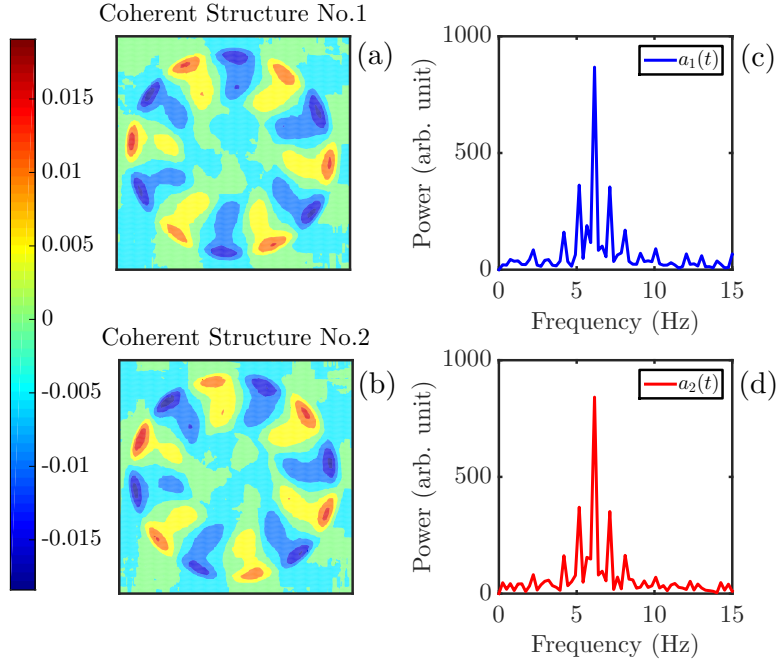 Coherent Structure No.1
(a)
0.015
0.01
0.005
0
-0.005
-0.01
-0.015
Coherent Structure No.2
(b)
(c)
a₁(t)
1000
500
0
Power (arb. unit)
0 5 10 15
Frequency (Hz)
(d)
a₂(t)
1000
500
0
Power (arb. unit)
0 5 10 15
Frequency (Hz)